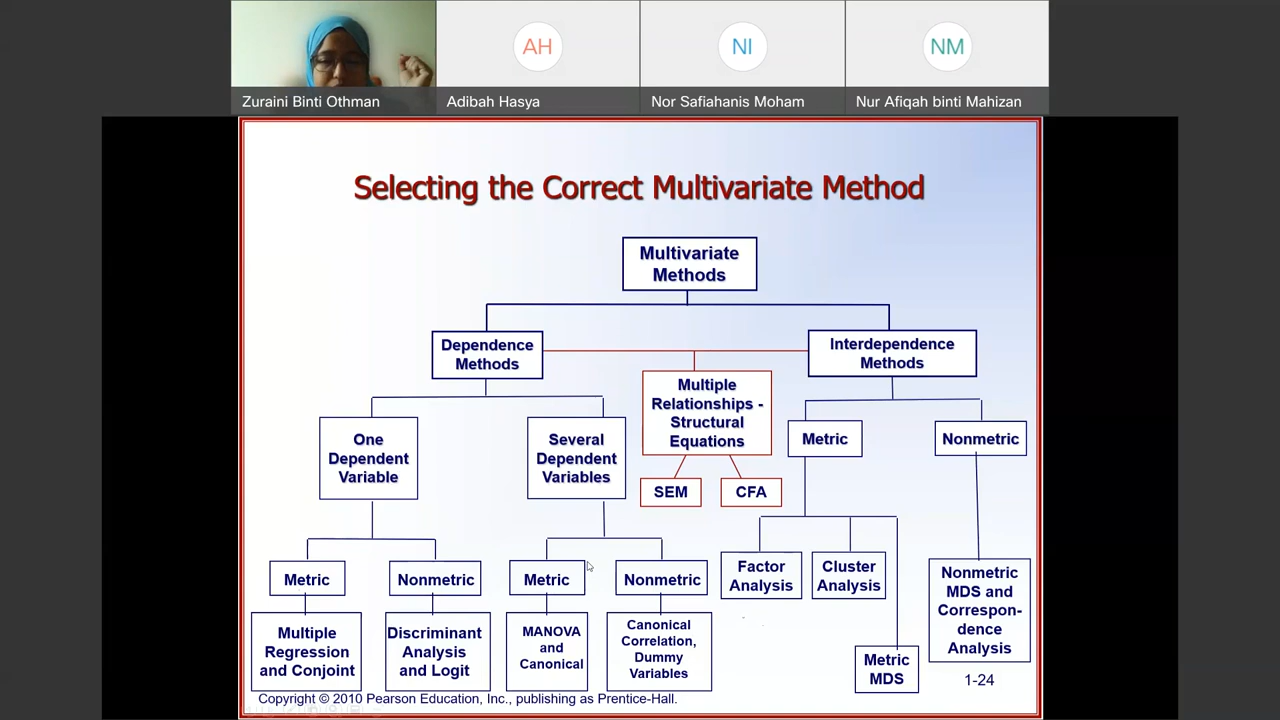 AH
NI
NM
Zuraini Binti Othman
Adibah Hasya
Nor Safiahanis Moham
Nur Afiqah binti Mahizan
Selecting the Correct Multivariate Method
Multivariate
Methods
Dependence
Methods
Interdependence
Methods
Multiple
Relationships -
Structural
Equations
One
Dependent
Variable
Several
Dependent
Variables
Metric
Nonmetric
SEM
CFA
Metric
Nonmetric
Metric
Nonmetric
Factor
Analysis
Cluster
Analysis
Nonmetric
MDS and
Correspon-
dence
Analysis
Multiple
Regression
and Conjoint
Discriminant
Analysis
and Logit
MANOVA
and
Canonical
Canonical
Correlation,
Dummy
Variables
Metric
MDS
1-24
Copyright © 2010 Pearson Education, Inc., publishing as Prentice-Hall.